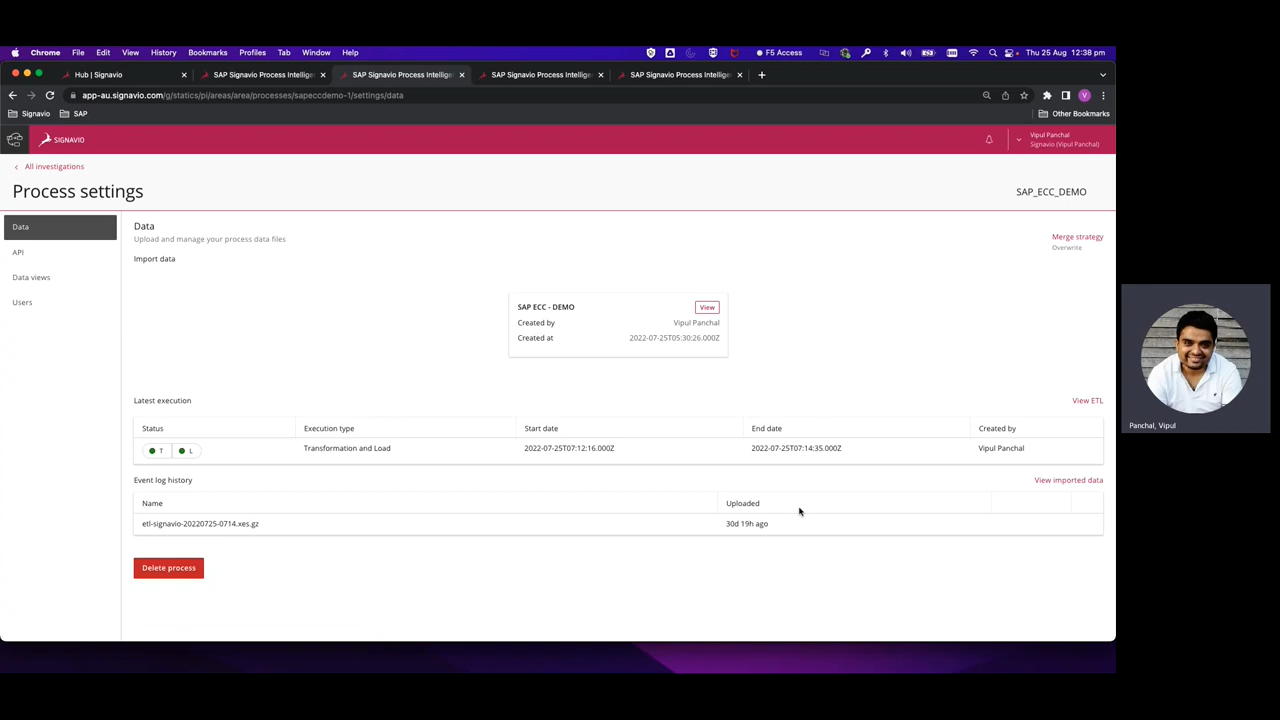 Chrome File Edit View History Bookmarks Profiles Tab Window Help F5 Access Thu 25 Aug 12:38 pm
Hub | Signavio SAP Signavio Process Intellige SAP Signavio Process Intellige SAP Signavio Process Intellige SAP Signavio Process Intellige
app-au.signavio.com/g/statics/pi/areas/area/processes/sapeccdemo-1/settings/data
V
Signavio SAP Other Bookmarks
SIGNAVIO
Vipul Panchal
Signavio (Vipul Panchal)
All investigations
Process settings
SAP_ECC_DEMO
Data
API
Data views
Users
Data
Upload and manage your process data files
Merge strategy
Overwrite
Import data
SAP ECC - DEMO View
Created by Vipul Panchal
Created at 2022-07-25T05:30:26.000Z
Latest execution View ETL
Status Execution type Start date End date Created by
T L Transformation and Load 2022-07-25T07:12:16.000Z 2022-07-25T07:14:35.000Z Vipul Panchal
Event log history View imported data
Name Uploaded
etl-signavio-20220725-0714.xes.gz 30d 19h ago
Delete process
Panchal, Vipul